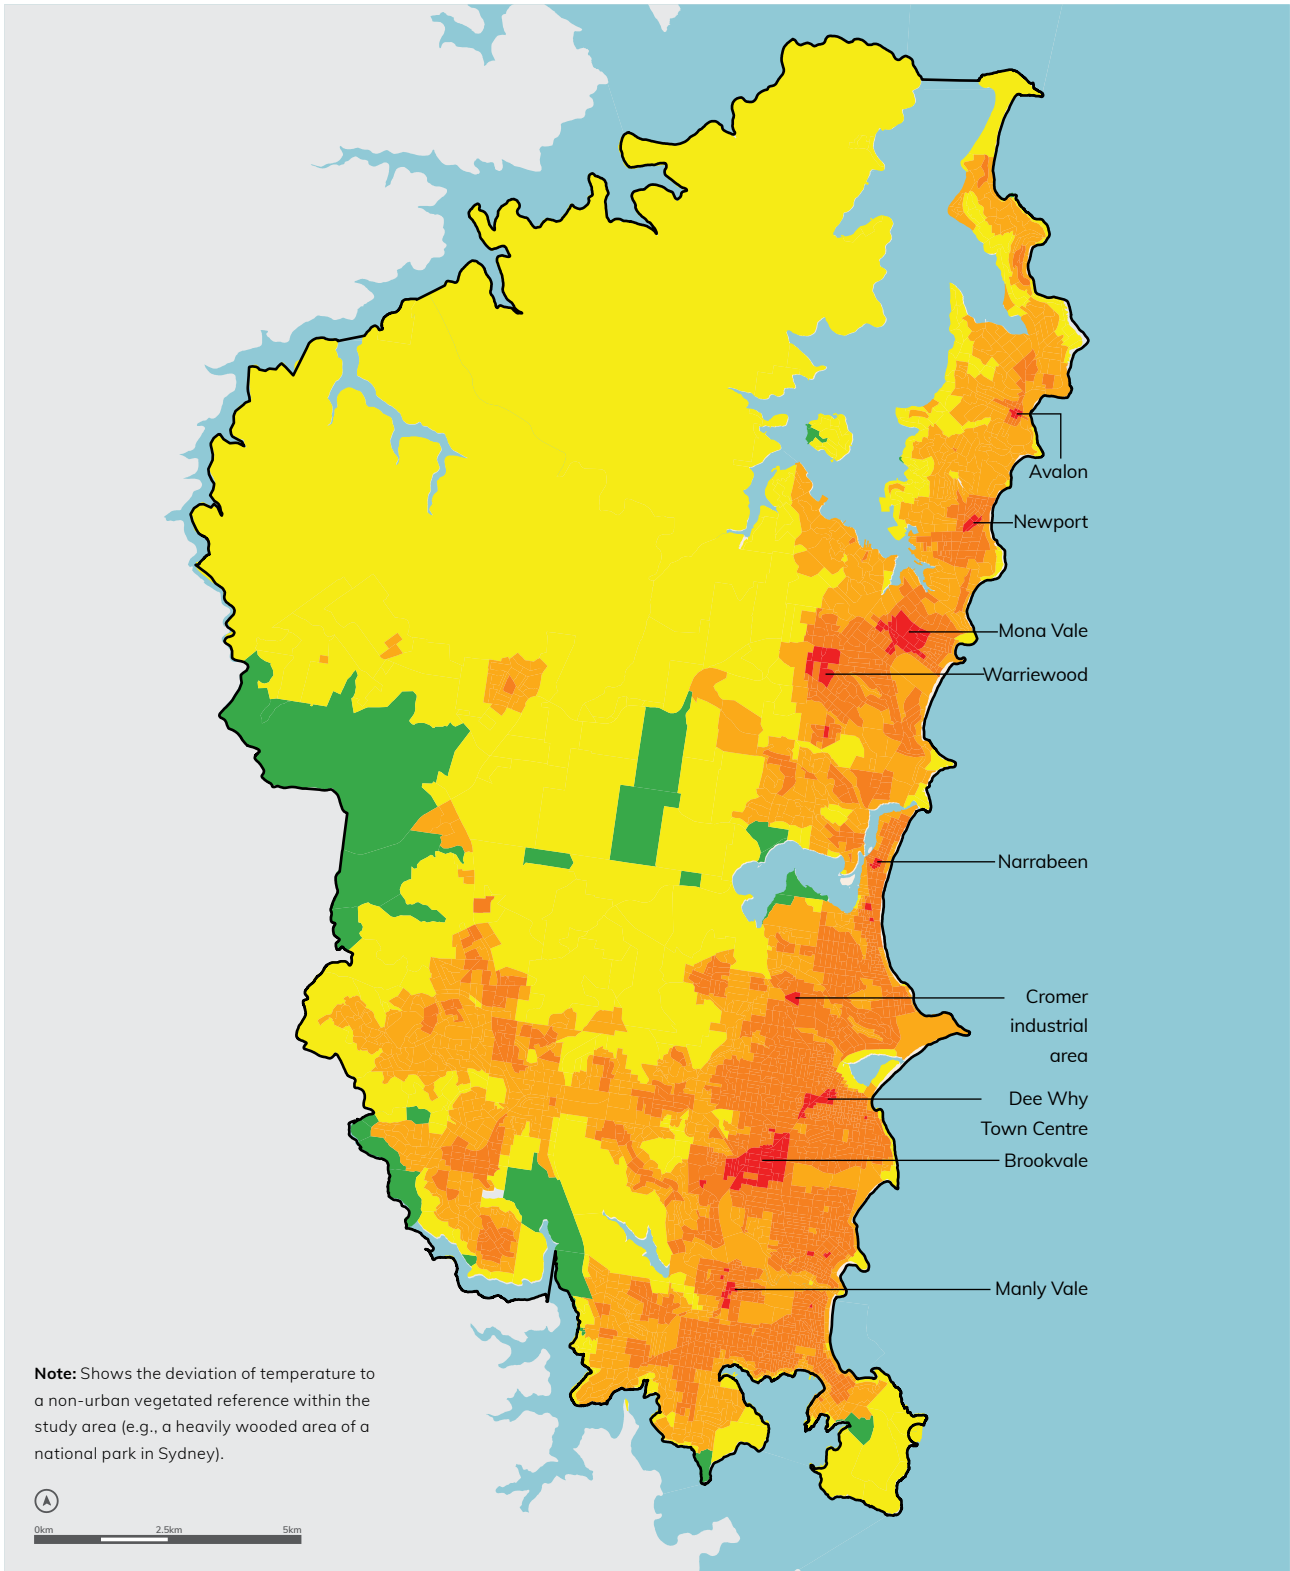 Avalon
Newport
Mona Vale
Warriewood
Narrabeen
Cromer
industrial
area
Dee Why
Town Centre
Brookvale
Manly Vale
Note: Shows the deviation of temperature to
a non-urban vegetated reference within the
study area (e.g., a heavily wooded area of a
national park in Sydney).
0km 2.5km 5km